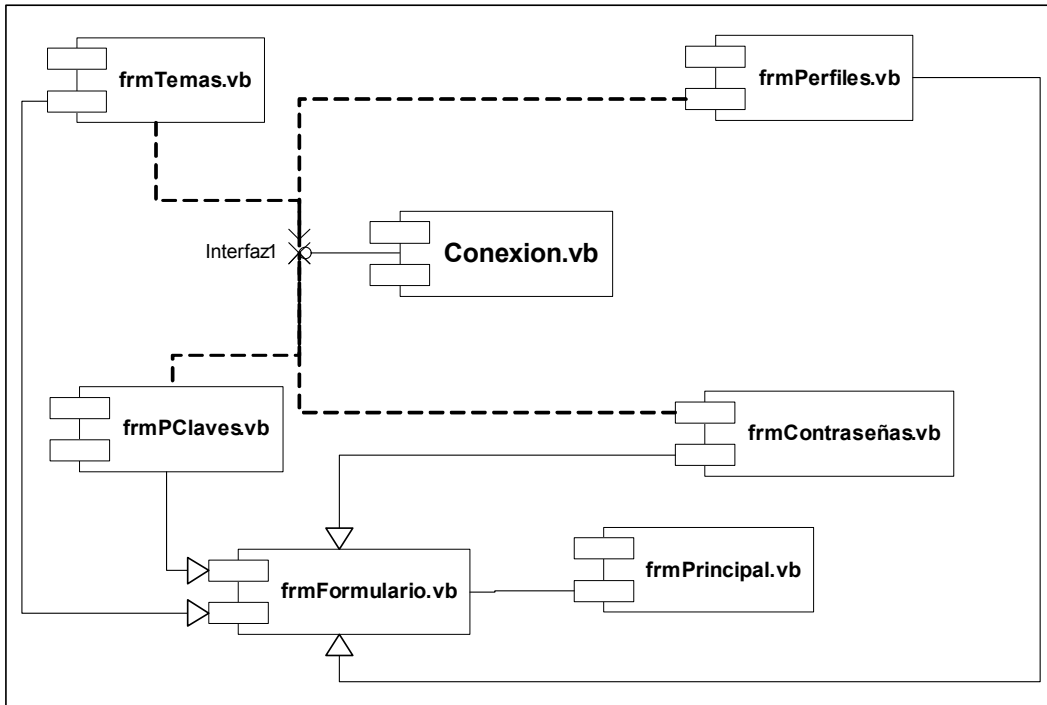 frmTemas.vb
frmPerfiles.vb
Interfaz1
Conexion.vb
frmPClaves.vb
frmContraseñas.vb
frmFormulario.vb
frmPrincipal.vb